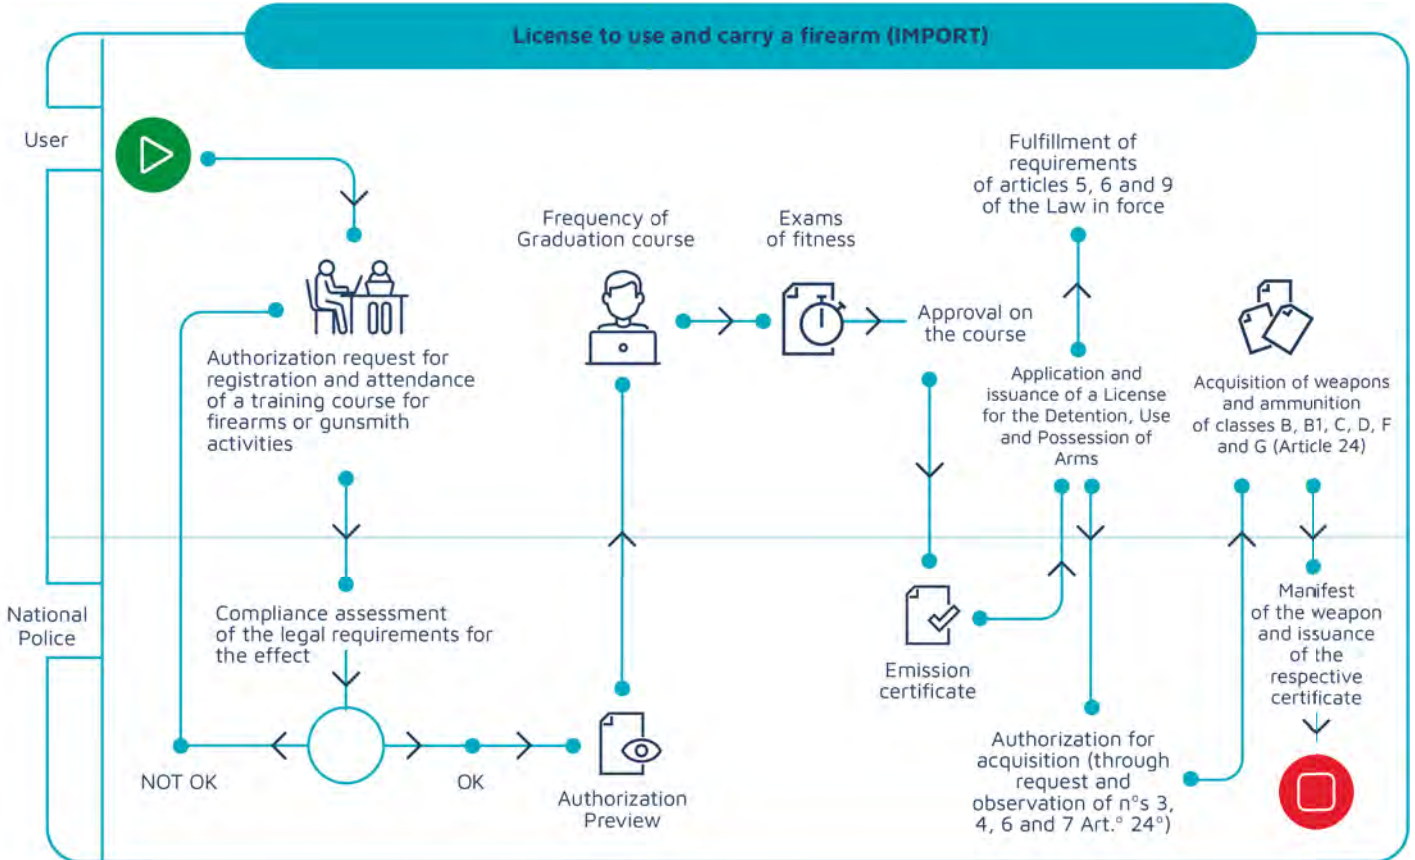 License to use and carry a firearm (IMPORT)
User
Authorization request for
registration and attendance
of a training course for
firearms or gunsmith
activities
Frequency of
Graduation course
Exams
of fitness
Approval on
the course
Fulfillment of
requirements
of articles 5, 6 and 9
of the Law in force
Application and
issuance of a License
for the Detention, Use
and Possession of
Arms
Acquisition of weapons
and ammunition
of classes B, B1, C, D, F
and G (Article 24)
National
Police
Compliance assessment
of the legal requirements for
the effect
NOT OK
OK
Authorization
Preview
Emission
certificate
Authorization for
acquisition (through
request and
observation of n°s 3,
4, 6 and 7 Art.° 24°)
Manifest
of the weapon
and issuance
of the
respective
certificate